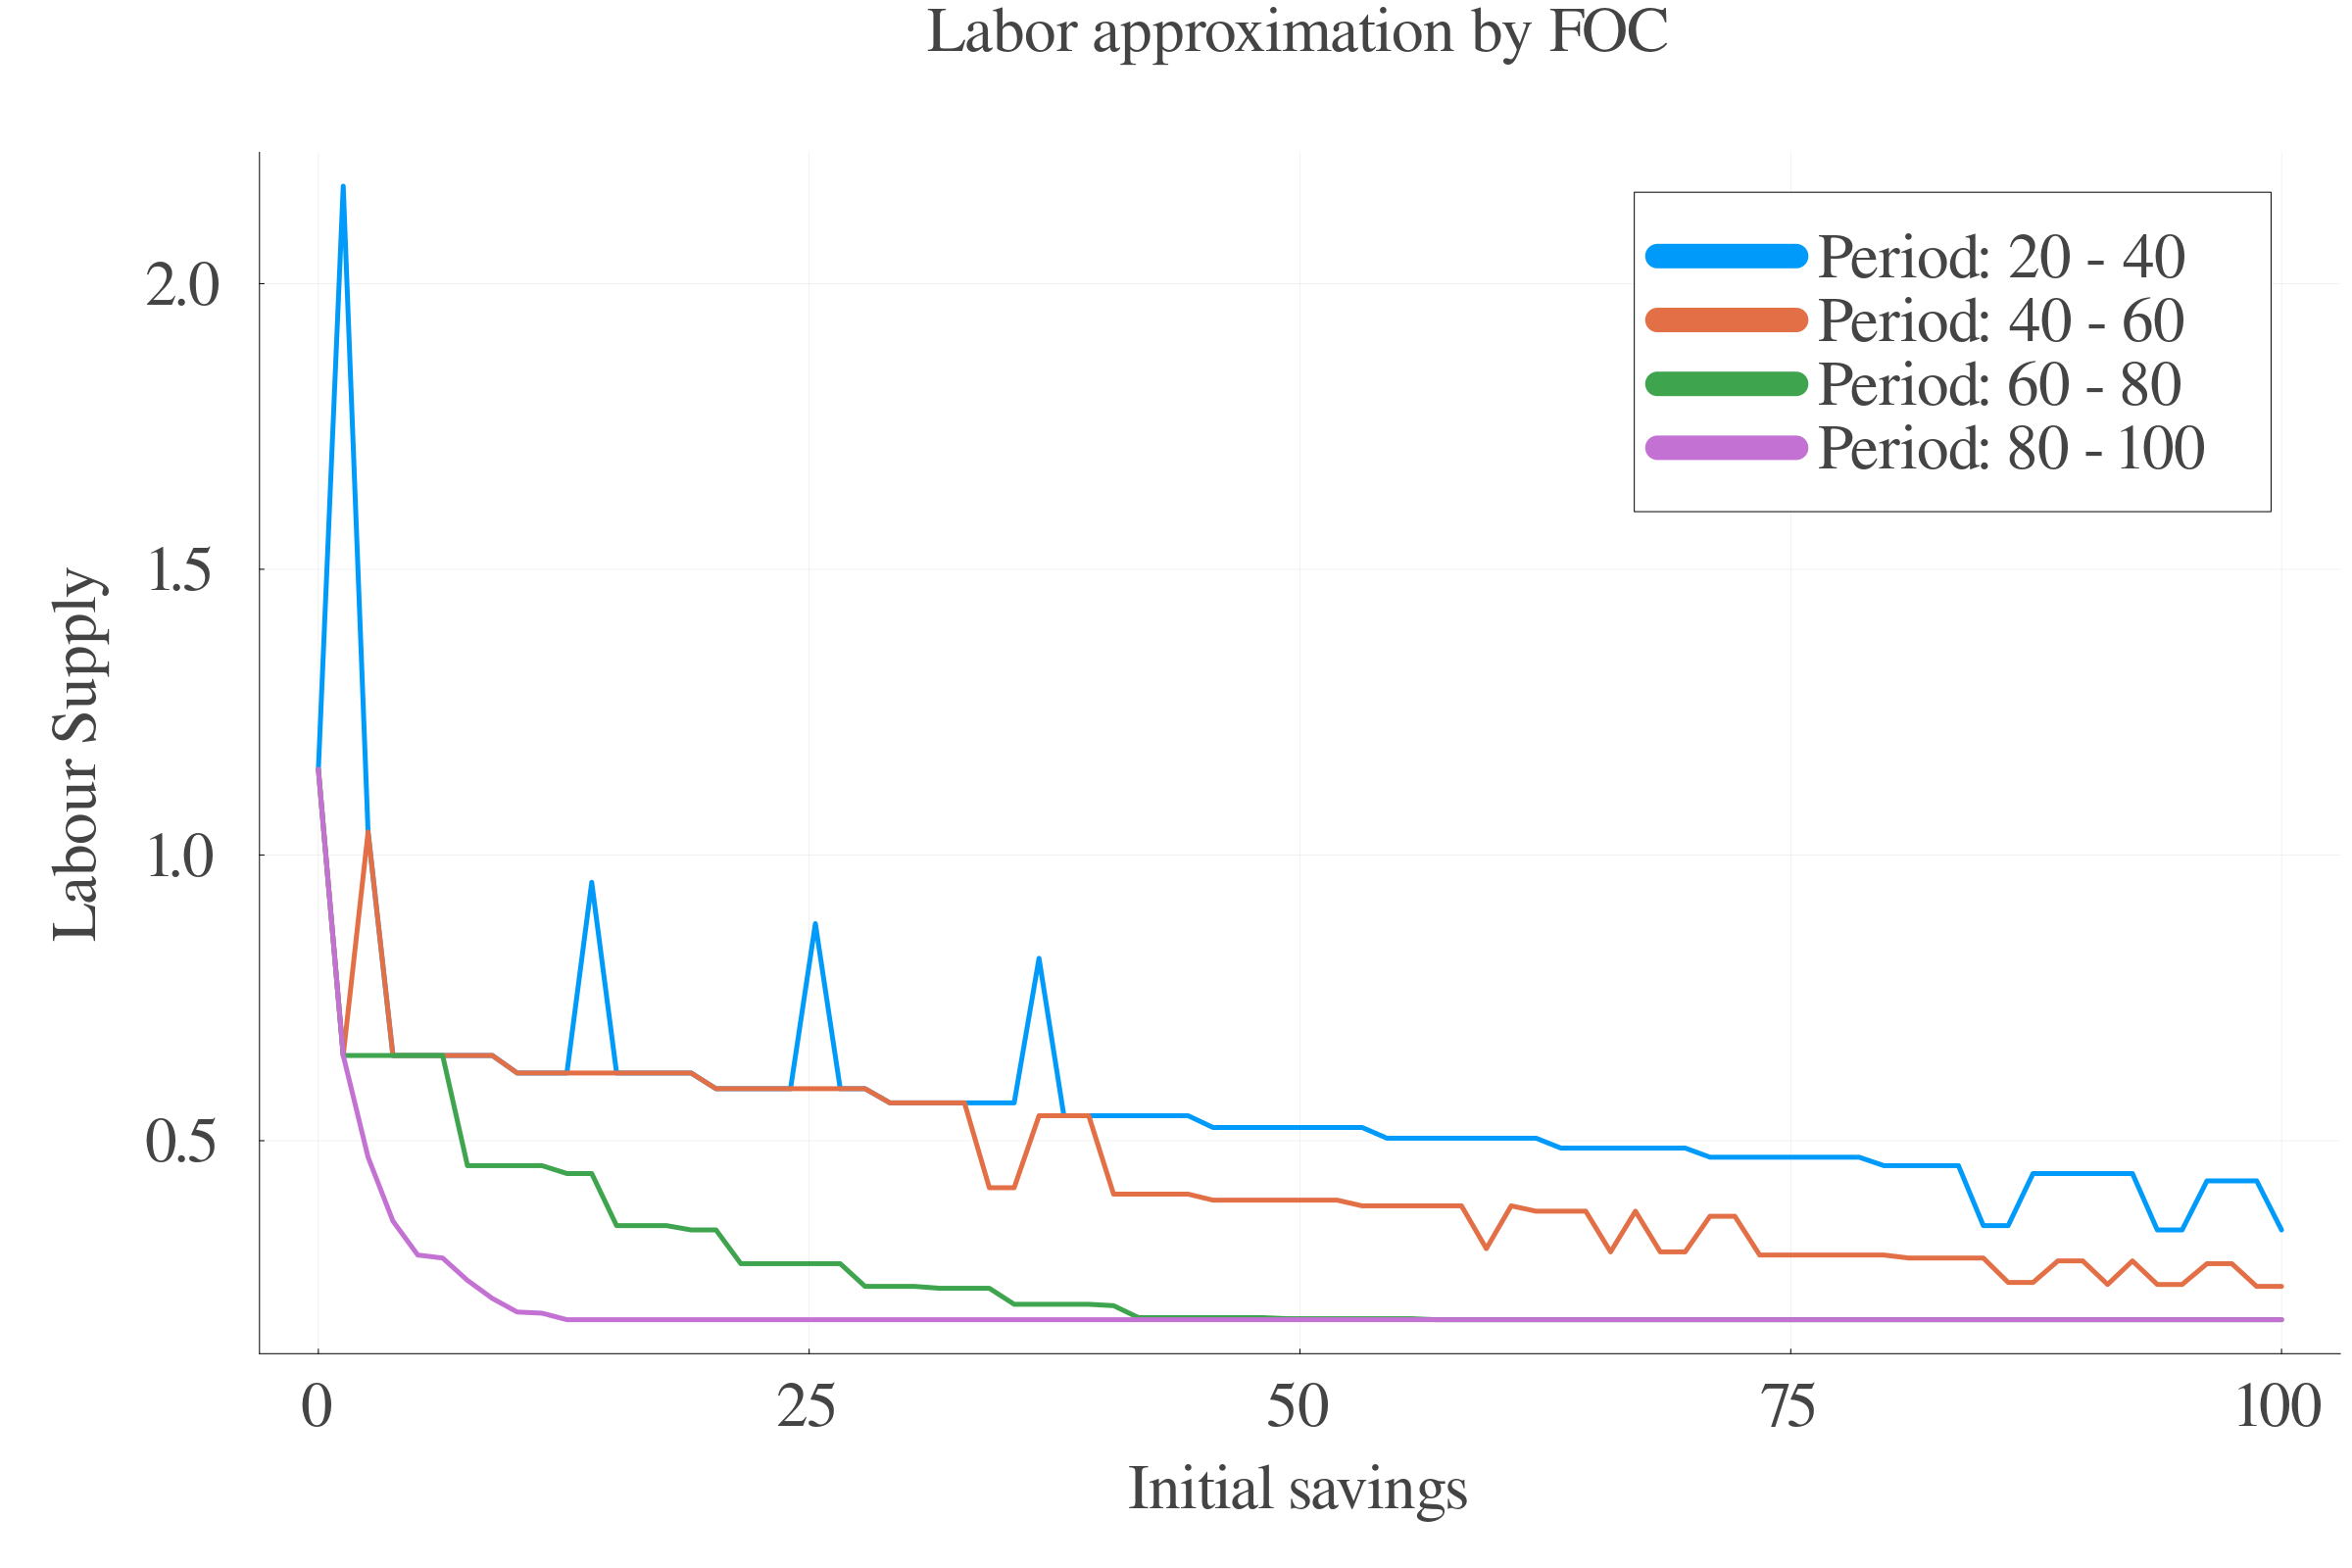 Labor approximation by FOC
Period: 20 - 40
Period: 40 - 60
Period: 60 - 80
Period: 80 - 100
Labour Supply
2.0
1.5
1.0
0.5
0 25 50 75 100
Initial savings